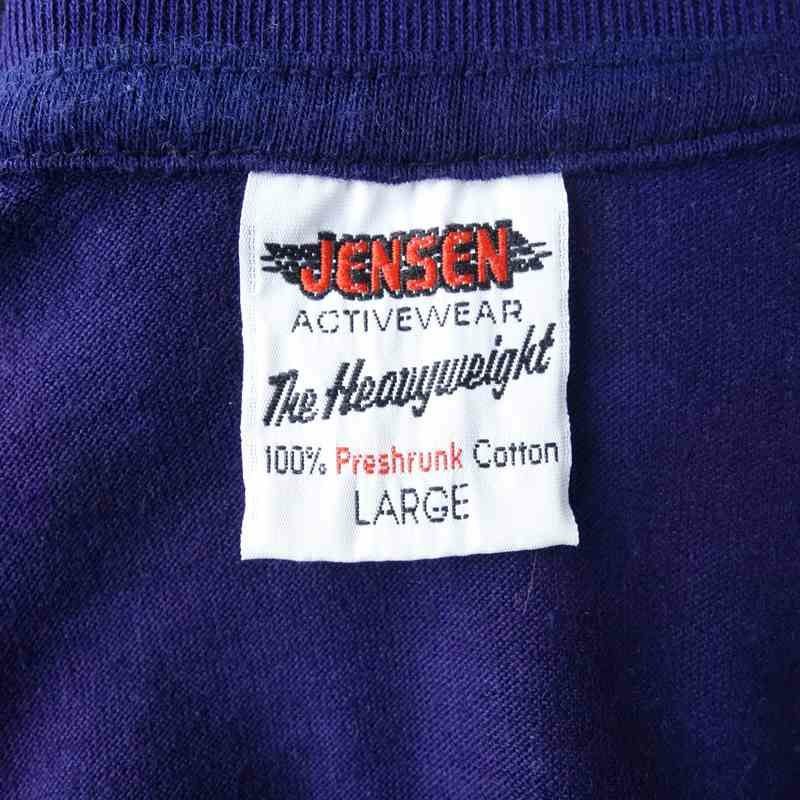 JENSEN
ACTIVEWEAR
The Heavyweight
100% Preshrunk Cotton
LARGE